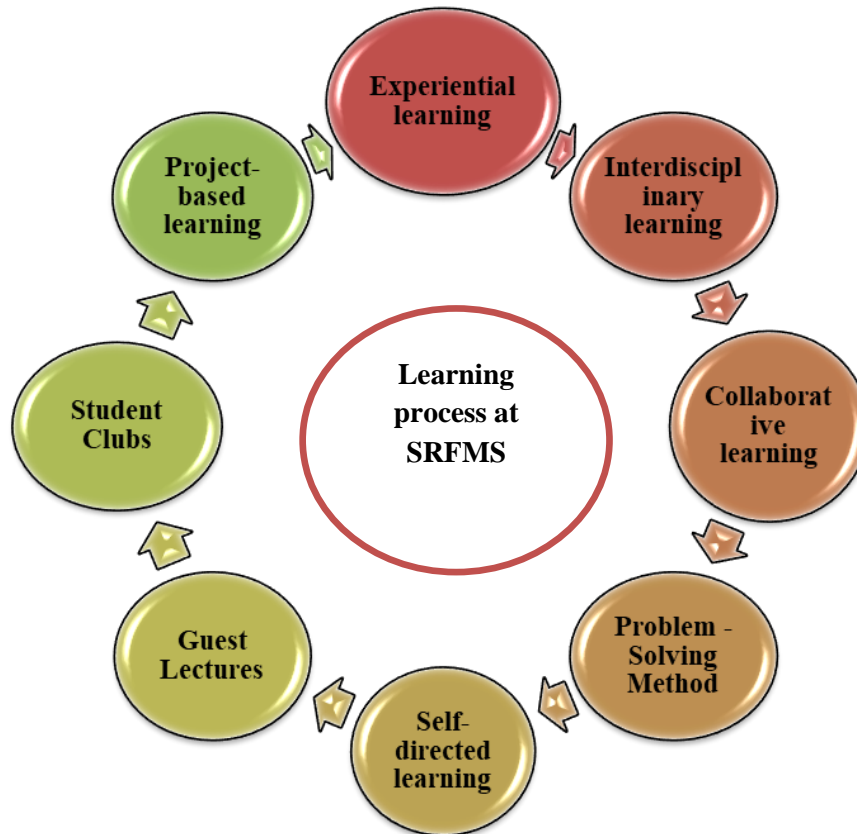 Experiential
learning
Interdiscipl
inary
learning
Collaborat
ive
learning
Problem -
Solving
Method
Self-
directed
learning
Guest
Lectures
Student
Clubs
Project-
based
learning
Learning
process at
SRFMS